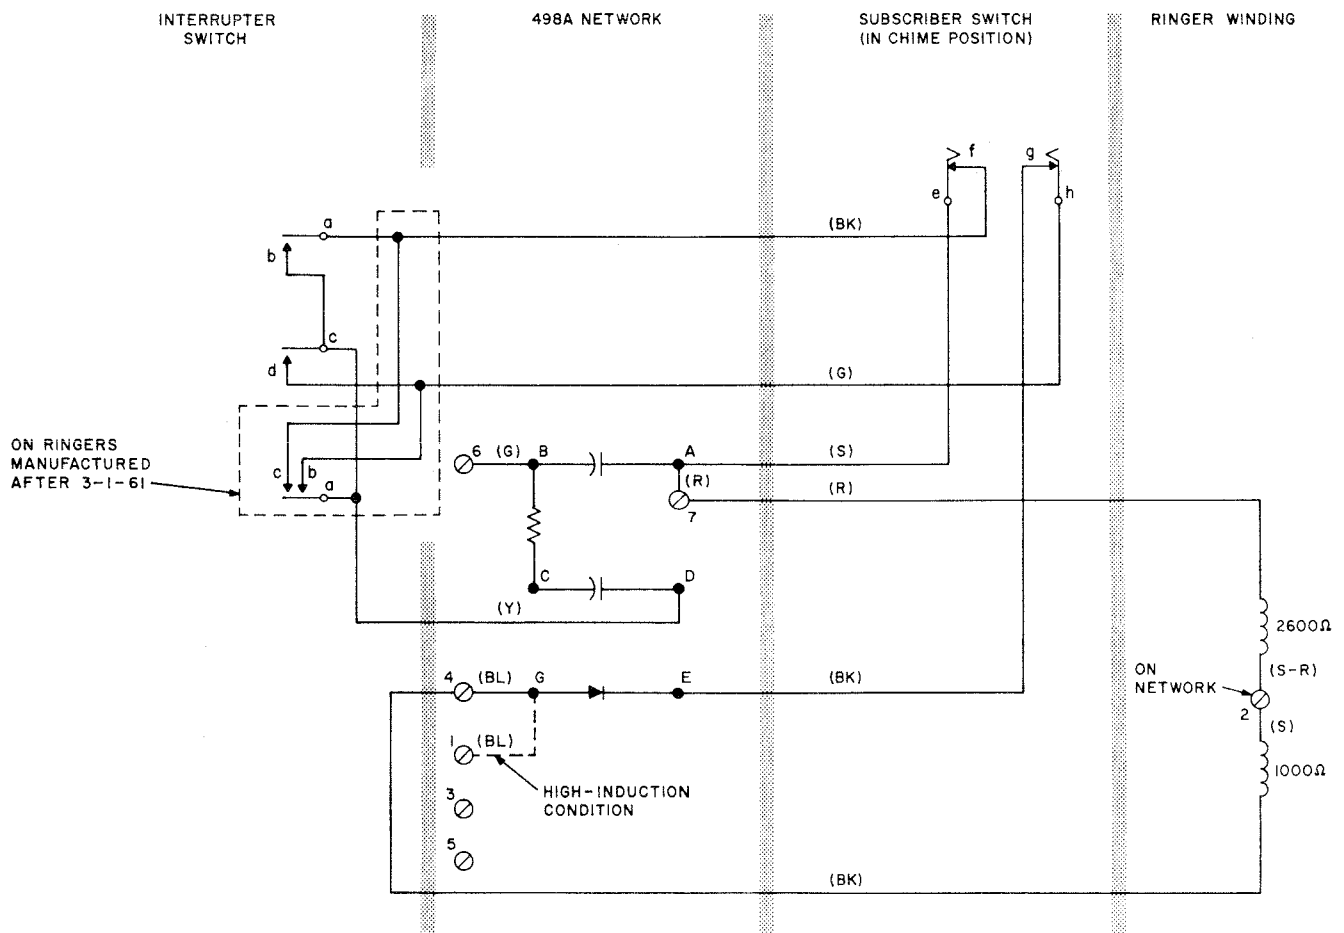 INTERRUPTER
SWITCH
498A NETWORK
SUBSCRIBER SWITCH
(IN CHIME POSITION)
RINGER WINDING
f
g
e
h
a
(BK)
b
c
d
(G)
ON RINGERS
MANUFACTURED
AFTER 3-1-61
c
b
a
6
(G)
B
A
(S)
(R)
(R)
7
C
D
(Y)
2600Ω
(S-R)
ON
NETWORK
2
(S)
1000Ω
4
(BL)
G
E
(BK)
1
(BL)
HIGH-INDUCTION
CONDITION
3
5
(BK)